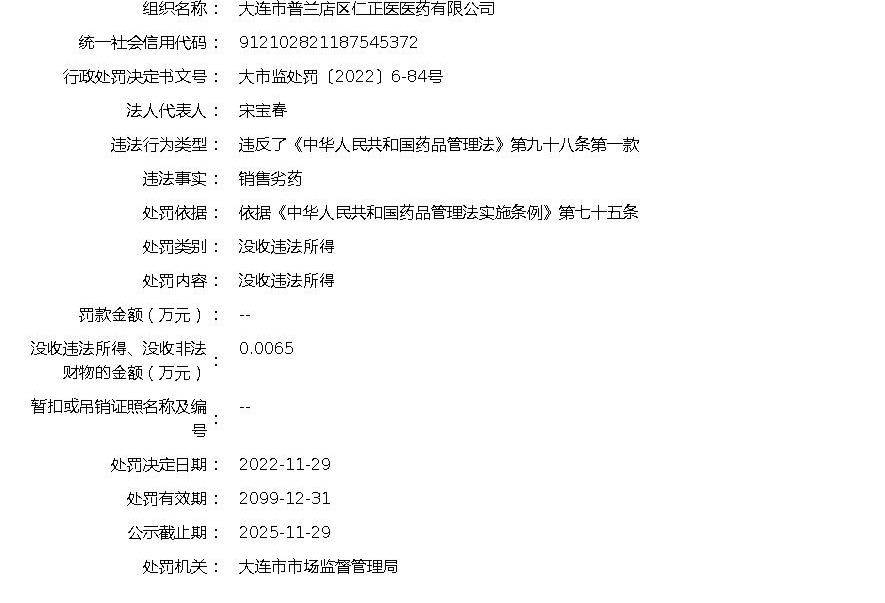 组织名称： 大连市普兰店区仁正医医药有限公司
统一社会信用代码： 912102821187545372
行政处罚决定书文号： 大市监处罚〔2022〕6-84号
法人代表人： 宋宝春
违法行为类型： 违反了《中华人民共和国药品管理法》第九十八条第一款
违法事实： 销售劣药
处罚依据： 依据《中华人民共和国药品管理法实施条例》第七十五条
处罚类别： 没收违法所得
处罚内容： 没收违法所得
罚款金额（万元）： --
没收违法所得、没收非法
财物的金额（万元）： 0.0065
暂扣或吊销证照名称及编
号： --
处罚决定日期： 2022-11-29
处罚有效期： 2099-12-31
公示截止期： 2025-11-29
处罚机关： 大连市市场监督管理局